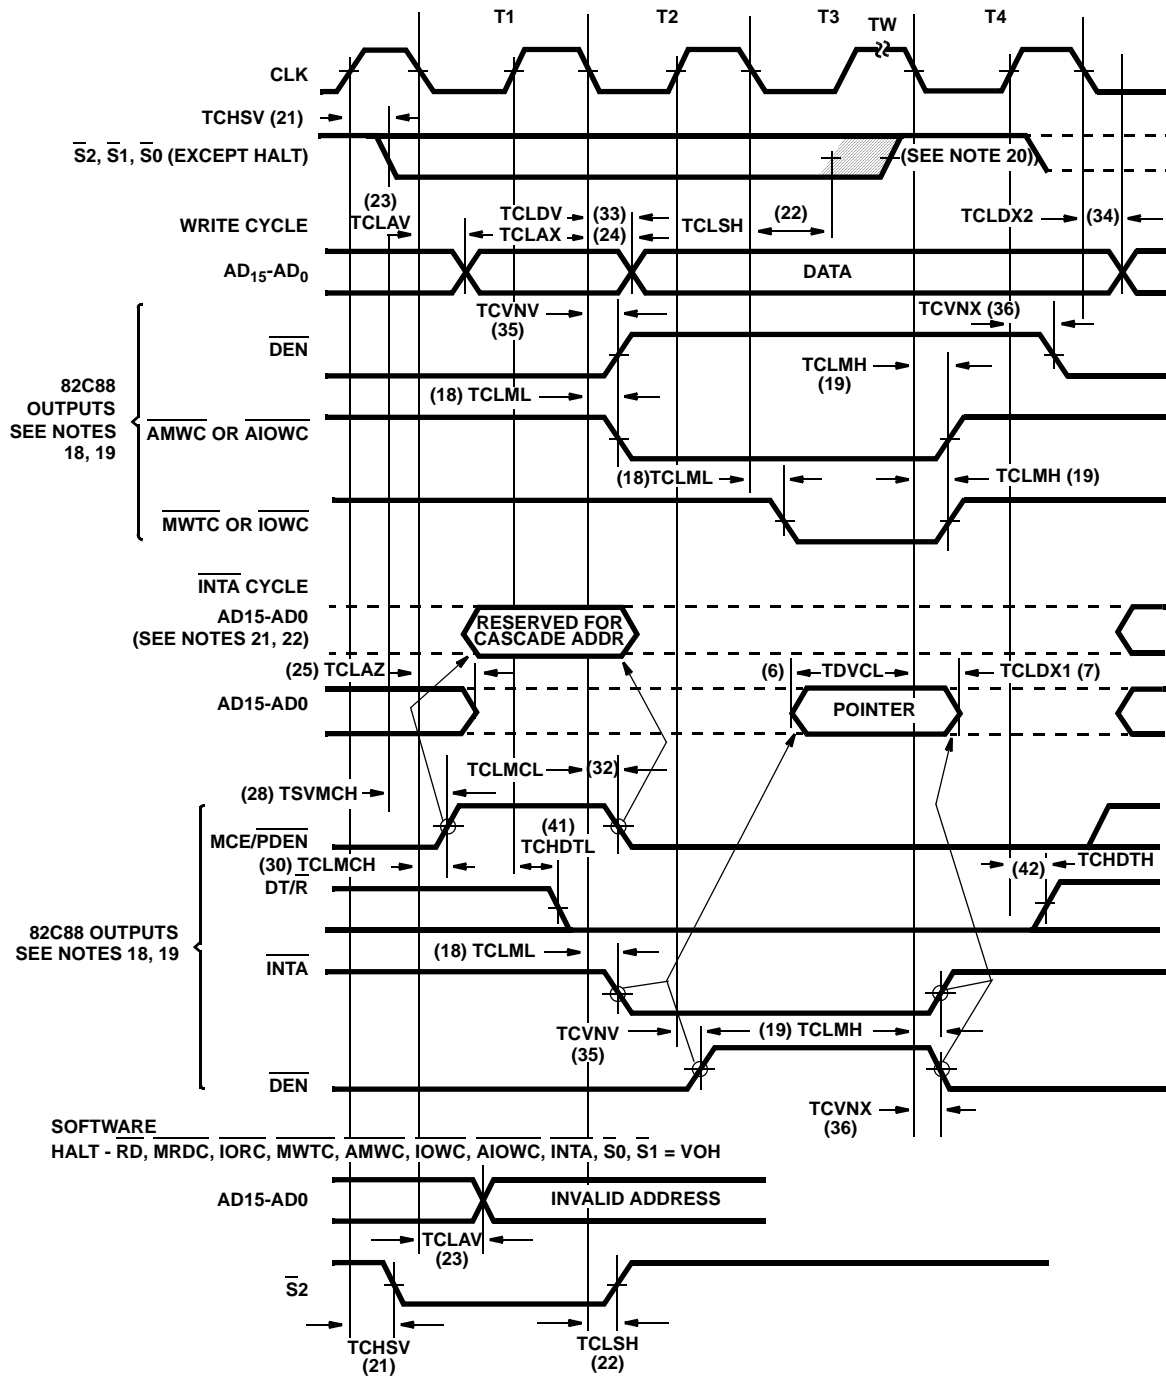 T1 T2 T3 TW T4
CLK
TCHSV (21)
S2, S1, S0 (EXCEPT HALT)
(SEE NOTE 20))
(23)
TCLAV
TCLDV (33)
TCLAX (24)
TCLSH (22)
TCLDX2 (34)
WRITE CYCLE
AD15-AD0
DATA
TCVNV
(35)
TCVNX (36)
DEN
TCLMH
(19)
(18) TCLML
82C88
OUTPUTS
SEE NOTES
18, 19
AMWC OR AIOWC
(18)TCLML
TCLMH (19)
MWTC OR IOWC
INTA CYCLE
AD15-AD0
(SEE NOTES 21, 22)
RESERVED FOR
CASCADE ADDR
(25) TCLAZ
(6) TDVCL
TCLDX1 (7)
AD15-AD0
POINTER
TCLMCL (32)
(28) TSVMCH
MCE/PDEN
(41)
TCHDTL
(30) TCLMCH
(42) TCHDTH
DT/R
82C88 OUTPUTS
SEE NOTES 18, 19
(18) TCLML
INTA
TCVNV
(35)
(19) TCLMH
DEN
TCVNX
(36)
SOFTWARE
HALT - RD, MRDC, IORC, MWTC, AMWC, IOWC, AIOWC, INTA, S0, S1 = VOH
AD15-AD0
INVALID ADDRESS
TCLAV
(23)
S2
TCHSV
(21)
TCLSH
(22)